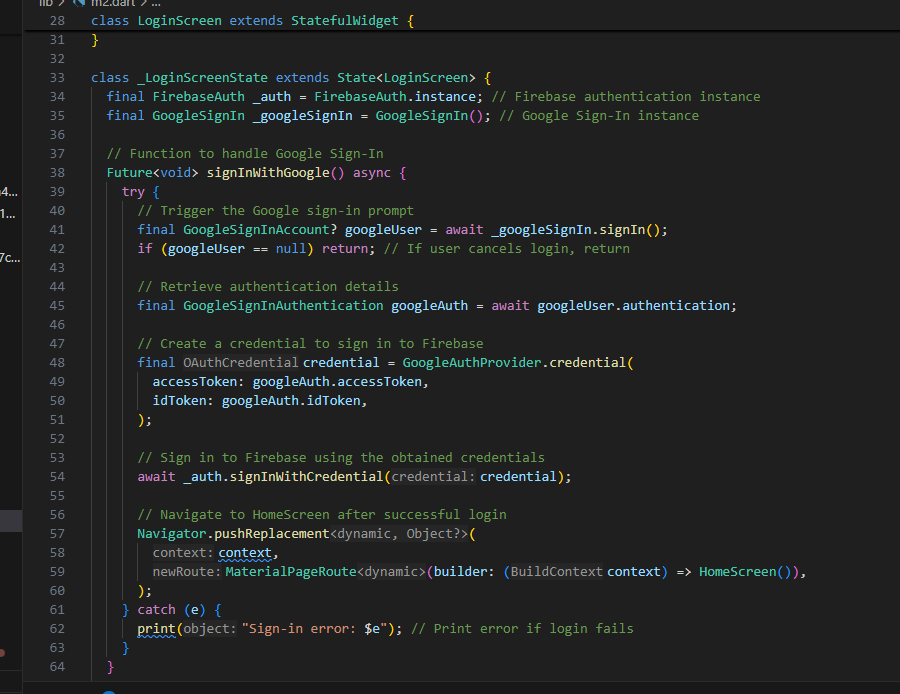 lib > m2.dart > ...
28 class LoginScreen extends StatefulWidget {
31 }
32
33 class _LoginScreenState extends State<LoginScreen> {
34 final FirebaseAuth _auth = FirebaseAuth.instance; // Firebase authentication instance
35 final GoogleSignIn _googleSignIn = GoogleSignIn(); // Google Sign-In instance
36
37 // Function to handle Google Sign-In
38 Future<void> signInWithGoogle() async {
39 try {
40 // Trigger the Google sign-in prompt
41 final GoogleSignInAccount? googleUser = await _googleSignIn.signIn();
42 if (googleUser == null) return; // If user cancels login, return
43
44 // Retrieve authentication details
45 final GoogleSignInAuthentication googleAuth = await googleUser.authentication;
46
47 // Create a credential to sign in to Firebase
48 final OAuthCredential credential = GoogleAuthProvider.credential(
49 accessToken: googleAuth.accessToken,
50 idToken: googleAuth.idToken,
51 );
52
53 // Sign in to Firebase using the obtained credentials
54 await _auth.signInWithCredential(credential: credential);
55
56 // Navigate to HomeScreen after successful login
57 Navigator.pushReplacement<dynamic, Object?>(
58 context: context,
59 newRoute: MaterialPageRoute<dynamic>(builder: (BuildContext context) => HomeScreen()),
60 );
61 } catch (e) {
62 print(object: "Sign-in error: $e"); // Print error if login fails
63 }
64 }
4...
1...
7c...